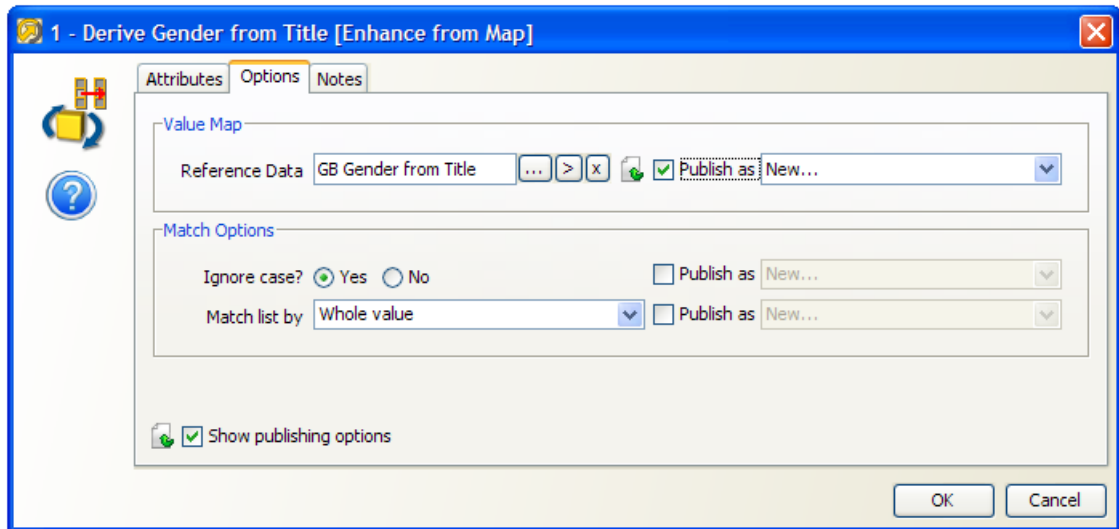 1 - Derive Gender from Title [Enhance from Map]
Attributes Options Notes
Value Map
Reference Data GB Gender from Title ... > x Publish as New...
Match Options
Ignore case? Yes No Publish as New...
Match list by Whole value Publish as New...
Show publishing options
OK Cancel